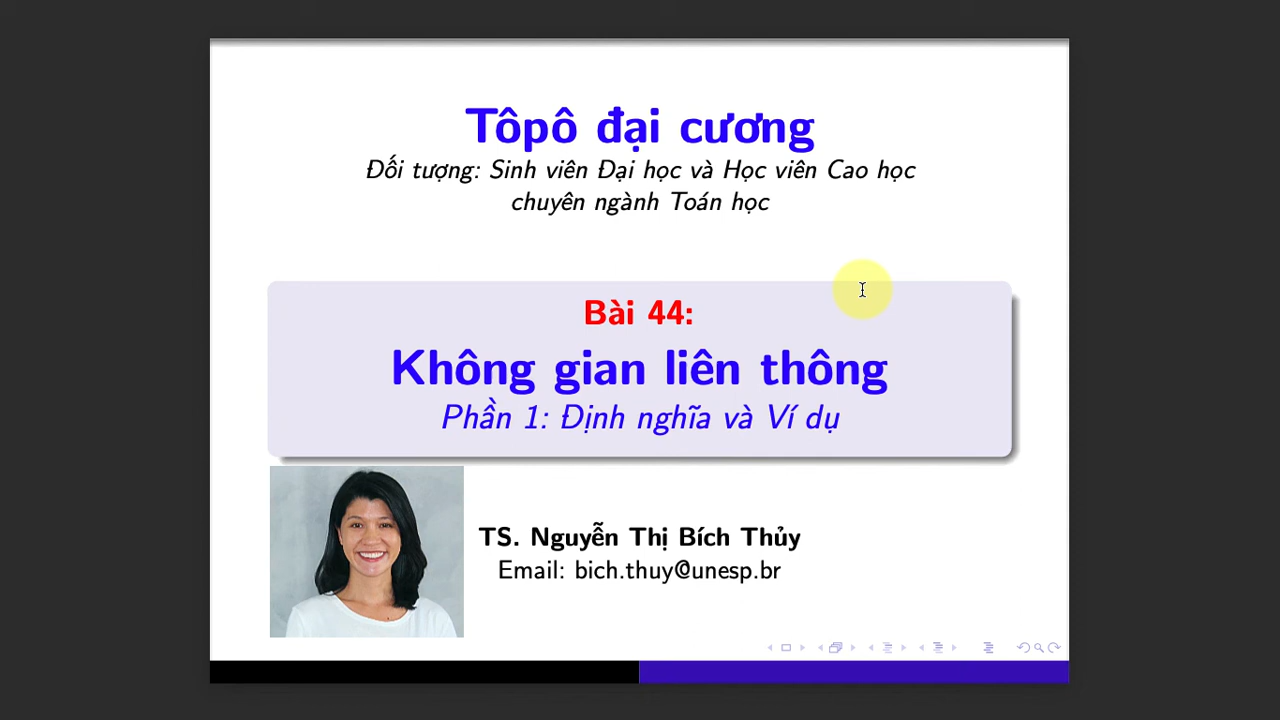 Tôpô đại cương
Đối tượng: Sinh viên Đại học và Học viên Cao học
chuyên ngành Toán học
Bài 44:
Không gian liên thông
Phần 1: Định nghĩa và Ví dụ
TS. Nguyễn Thị Bích Thủy
Email: bich.thuy@unesp.br